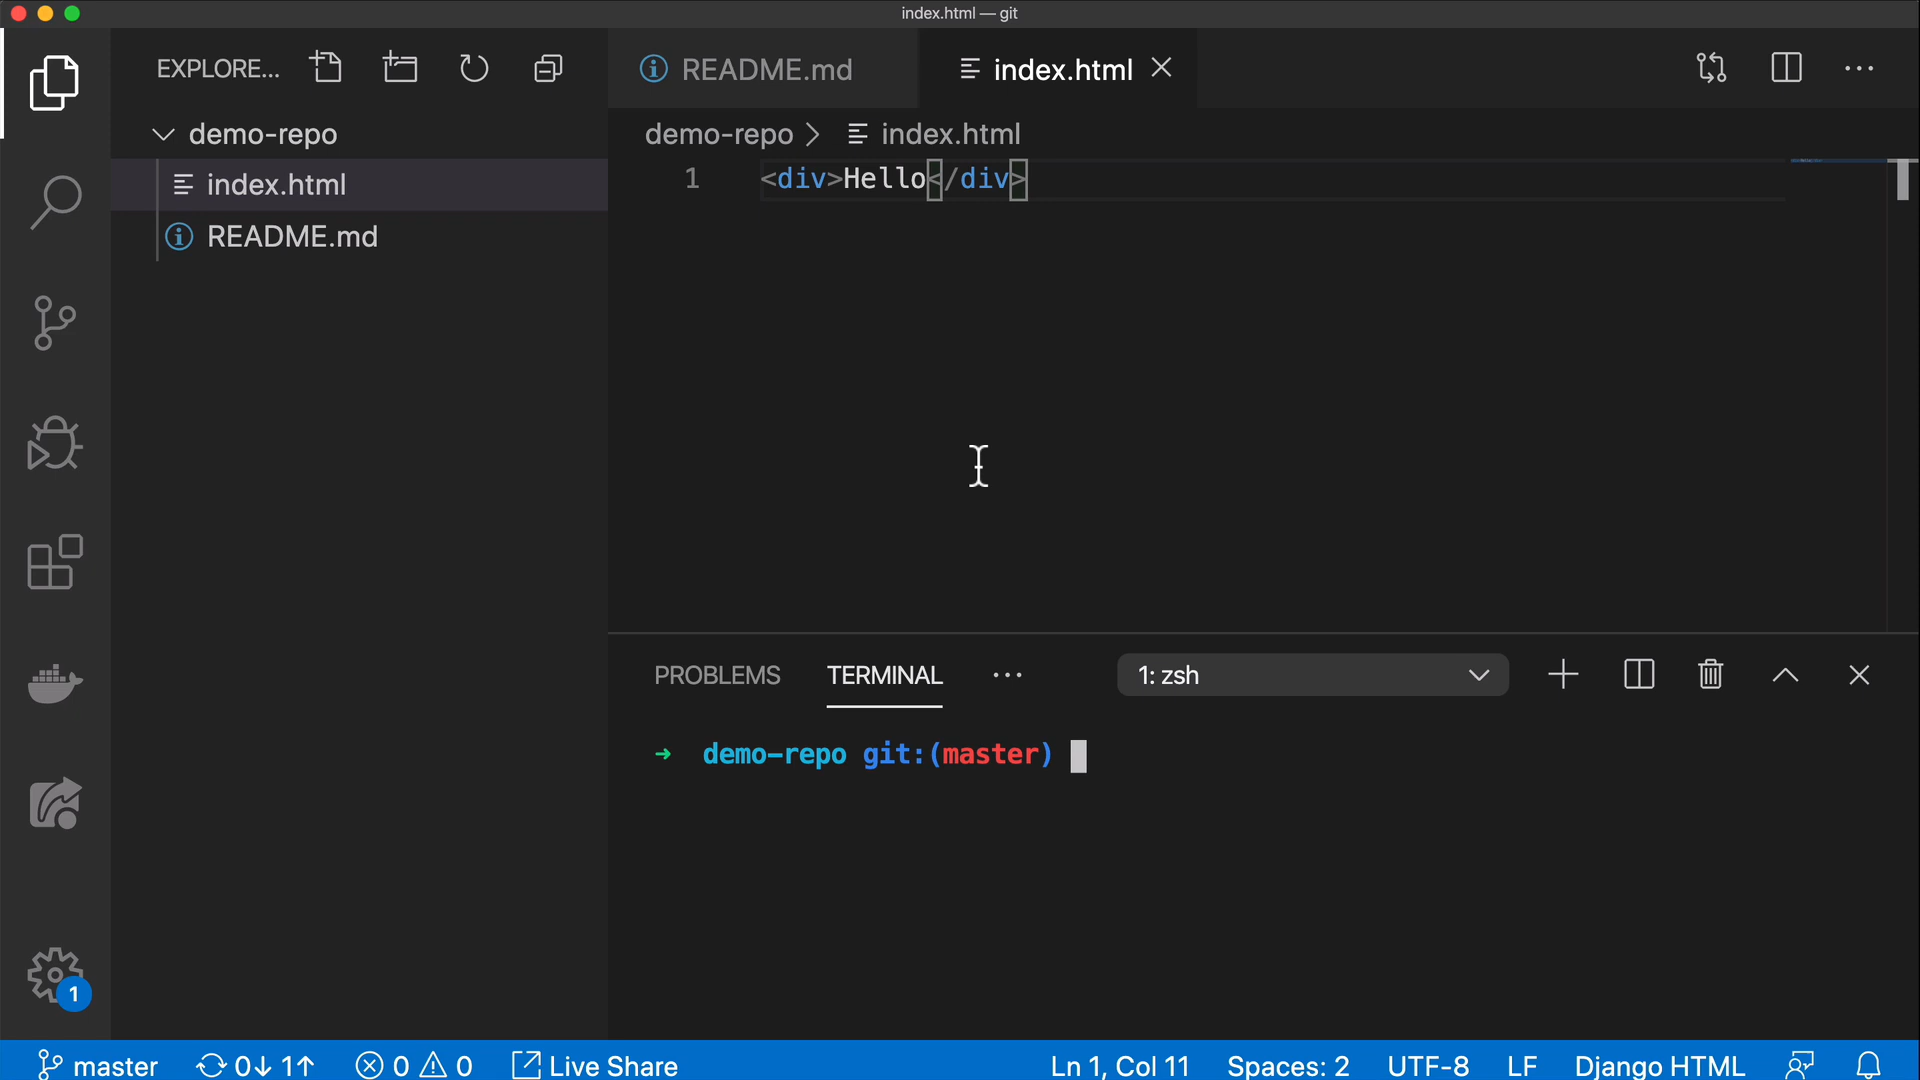 index.html — git
EXPLORE...
README.md
index.html
demo-repo
index.html
README.md
demo-repo > index.html
1 <div>Hello</div>
PROBLEMS TERMINAL ··· 1: zsh
→ demo-repo git:(master)
1
master 0↓ 1↑ 0 0 Live Share Ln 1, Col 11 Spaces: 2 UTF-8 LF Django HTML